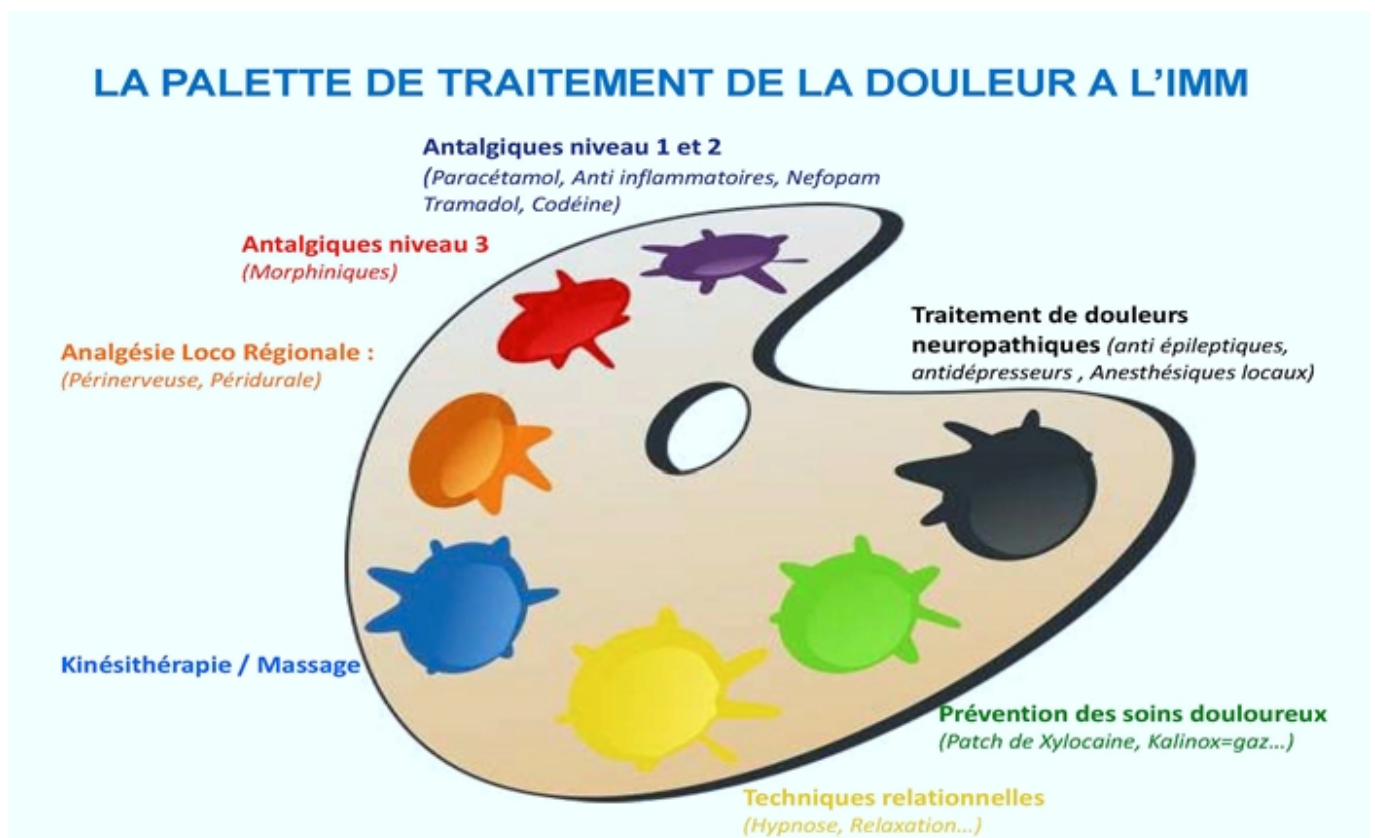 LA PALETTE DE TRAITEMENT DE LA DOULEUR A L'IMM
Antalgiques niveau 1 et 2
(Paracétamol, Anti inflammatoires, Nefopam
Tramadol, Codéine)
Antalgiques niveau 3
(Morphiniques)
Analgésie Loco Régionale :
(Périnerveuse, Péridurale)
Traitement de douleurs
neuropathiques (anti épileptiques,
antidépresseurs , Anesthésiques locaux)
Kinésithérapie / Massage
Prévention des soins douloureux
(Patch de Xylocaine, Kalinox=gaz...)
Techniques relationnelles
(Hypnose, Relaxation...)